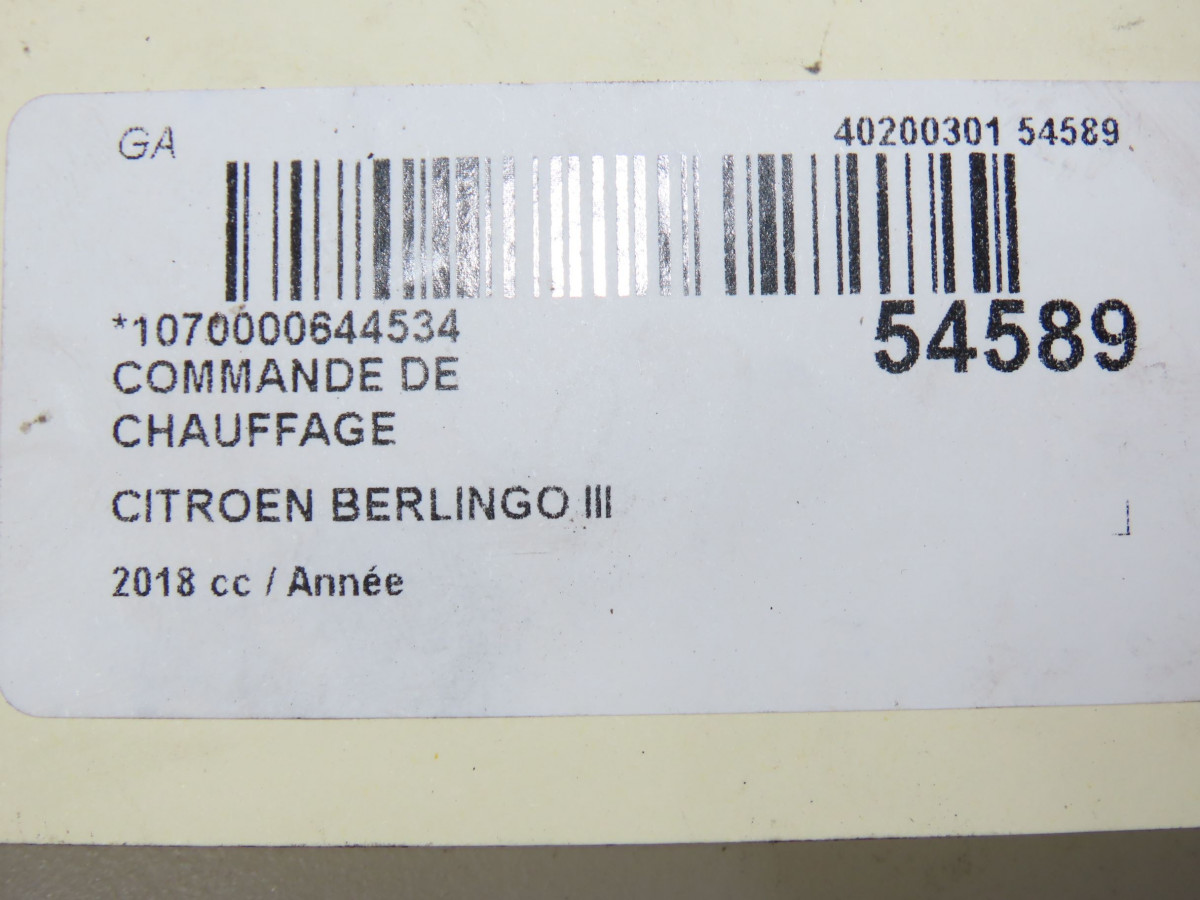 GA
40200301 54589
*1070000644534
54589
COMMANDE DE
CHAUFFAGE
CITROEN BERLINGO III
2018 cc / Année